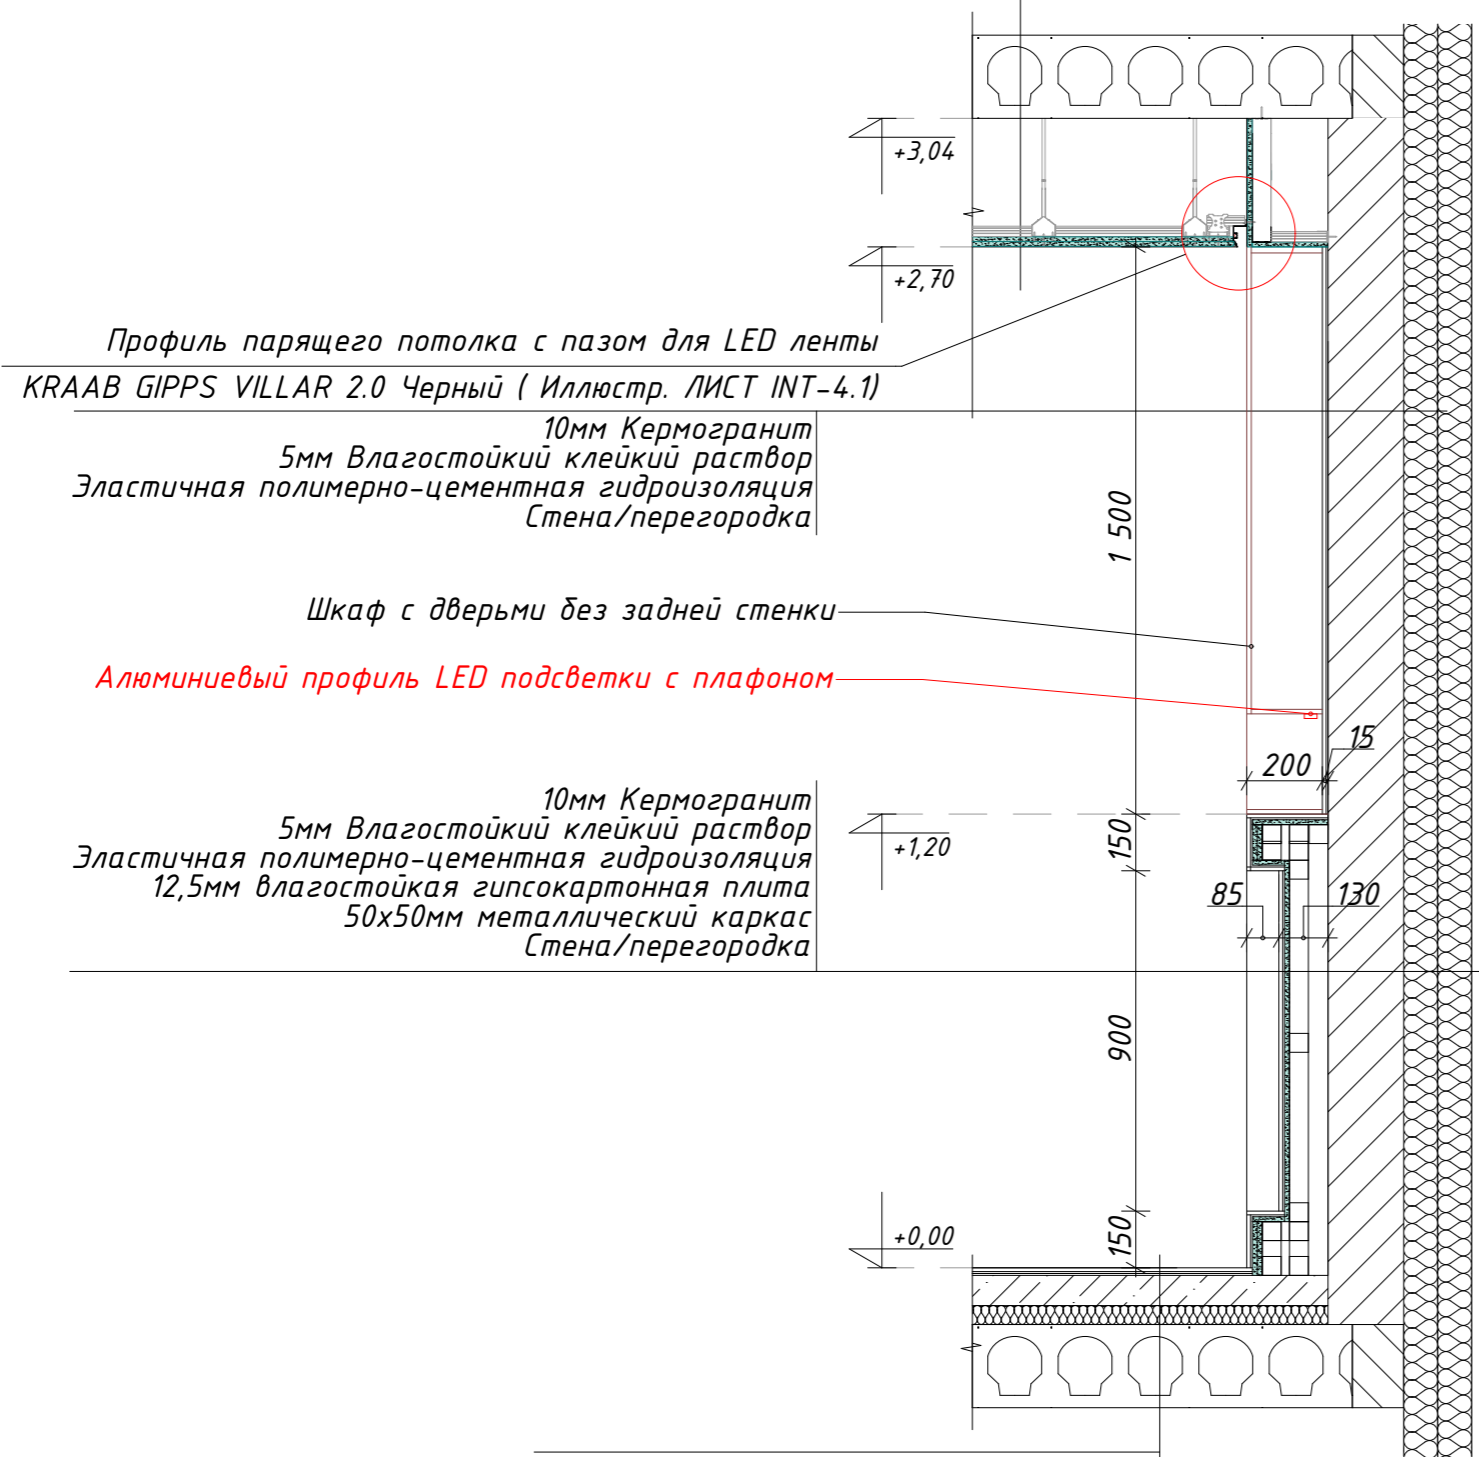 +3,04
+2,70
Профиль парящего потолка с пазом для LED ленты
KRAAB GIPPS VILLAR 2.0 Черный ( Иллюстр. ЛИСТ INT-4.1)
10мм Кермогранит
5мм Влагостойкий клейкий раствор
Эластичная полимерно-цементная гидроизоляция
Стена/перегородка
1 500
Шкаф с дверьми без задней стенки
Алюминиевый профиль LED подсветки с плафоном
15
200
10мм Кермогранит
5мм Влагостойкий клейкий раствор
Эластичная полимерно-цементная гидроизоляция
12,5мм влагостойкая гипсокартонная плита
50х50мм металлический каркас
Стена/перегородка
+1,20
150
85
130
900
150
+0,00